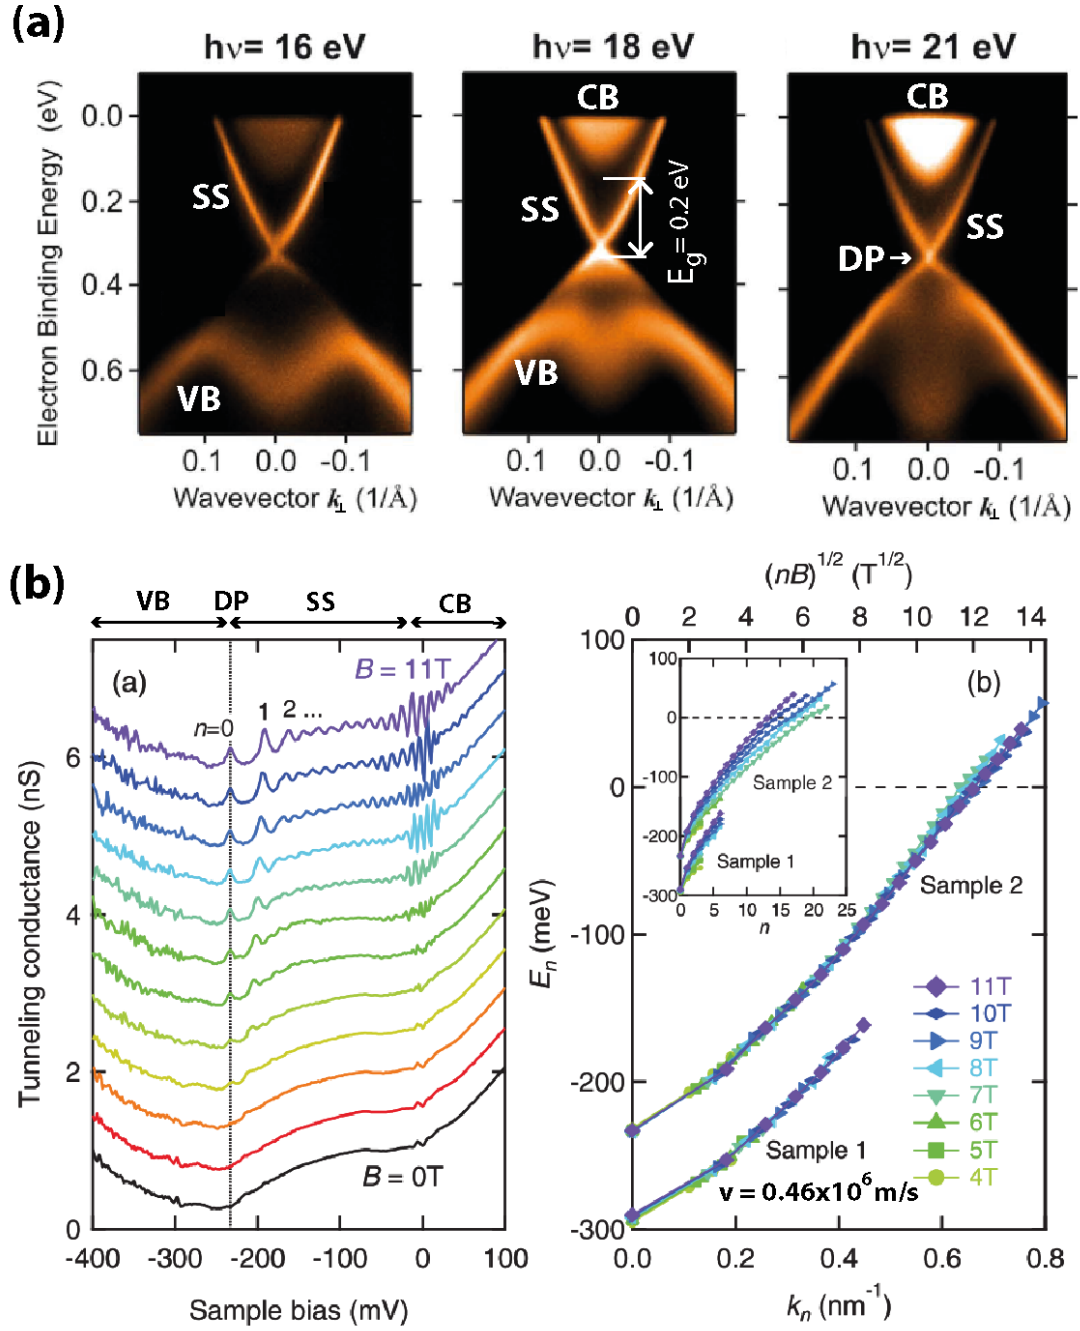 (a)
hν= 16 eV
hν= 18 eV
hν= 21 eV
Electron Binding Energy (eV)
0.0
0.2
0.4
0.6
SS
VB
CB
SS
E_g = 0.2 eV
VB
CB
SS
DP→
0.1 0.0 -0.1
0.1 0.0 -0.1
0.1 0.0 -0.1
Wavevector k⊥ (1/Å)
Wavevector k⊥ (1/Å)
Wavevector k⊥ (1/Å)
(b)
VB DP SS CB
(a)
B = 11T
n=0 1 2 ...
B = 0T
Tunneling conductance (nS)
6
4
2
0
-400 -300 -200 -100 0 100
Sample bias (mV)
(nB)^1/2 (T^1/2)
0 2 4 6 8 10 12 14
(b)
E_n (meV)
100
0
-100
-200
-300
100
0
-100
-200
-300
0 5 10 15 20 25
n
Sample 2
Sample 1
Sample 2
11T
10T
9T
8T
7T
6T
5T
4T
Sample 1
v = 0.46x10^6 m/s
0.0 0.2 0.4 0.6 0.8
k_n (nm^-1)